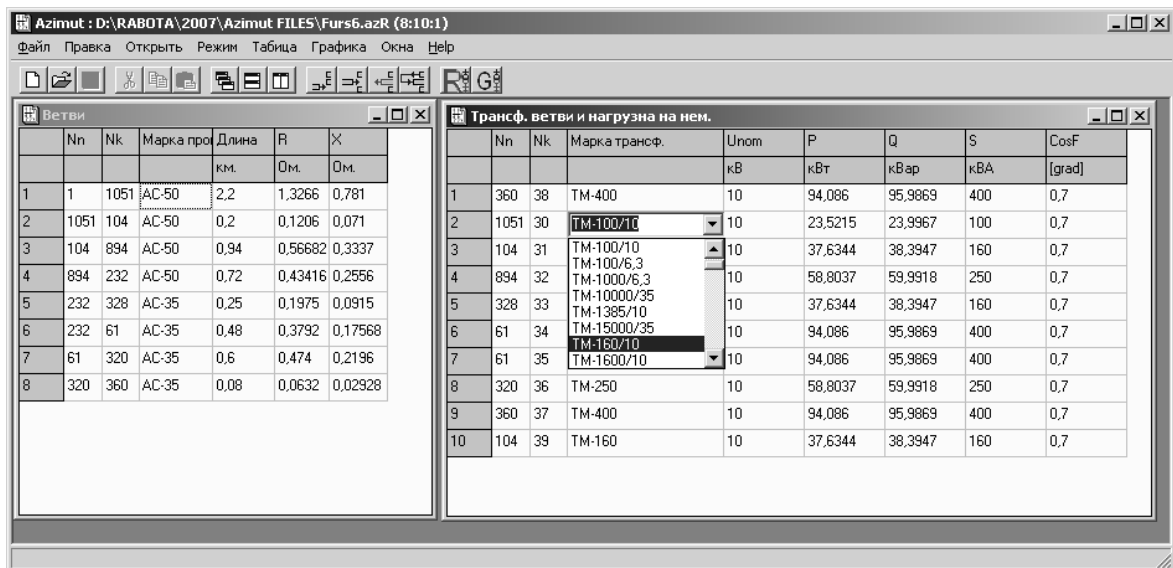 Azimut : D:\RABOTA\2007\Azimut FILES\Furs6.azR (8:10:1)
Файл Правка Открыть Режим Табица Графика Окна Help
R G
Ветви
Nn Nk Марка про Длина R X
км. Ом. Ом.
1 1 1051 АС-50 2,2 1,3266 0,781
2 1051 104 АС-50 0,2 0,1206 0,071
3 104 894 АС-50 0,94 0,56682 0,3337
4 894 232 АС-50 0,72 0,43416 0,2556
5 232 328 АС-35 0,25 0,1975 0,0915
6 232 61 АС-35 0,48 0,3792 0,17568
7 61 320 АС-35 0,6 0,474 0,2196
8 320 360 АС-35 0,08 0,0632 0,02928
Трансф. ветви и нагрузна на нем.
Nn Nk Марка трансф. Unom P Q S CosF
кВ кВт кВар кВА [grad]
1 360 38 ТМ-400 10 94,086 95,9869 400 0,7
2 1051 30 ТМ-100/10 10 23,5215 23,9967 100 0,7
3 104 31 10 37,6344 38,3947 160 0,7
4 894 32 10 58,8037 59,9918 250 0,7
5 328 33 10 37,6344 38,3947 160 0,7
6 61 34 10 94,086 95,9869 400 0,7
7 61 35 10 94,086 95,9869 400 0,7
ТМ-100/10
ТМ-100/6,3
ТМ-1000/6,3
ТМ-10000/35
ТМ-1385/10
ТМ-15000/35
ТМ-160/10
ТМ-1600/10
8 320 36 ТМ-250 10 58,8037 59,9918 250 0,7
9 360 37 ТМ-400 10 94,086 95,9869 400 0,7
10 104 39 ТМ-160 10 37,6344 38,3947 160 0,7